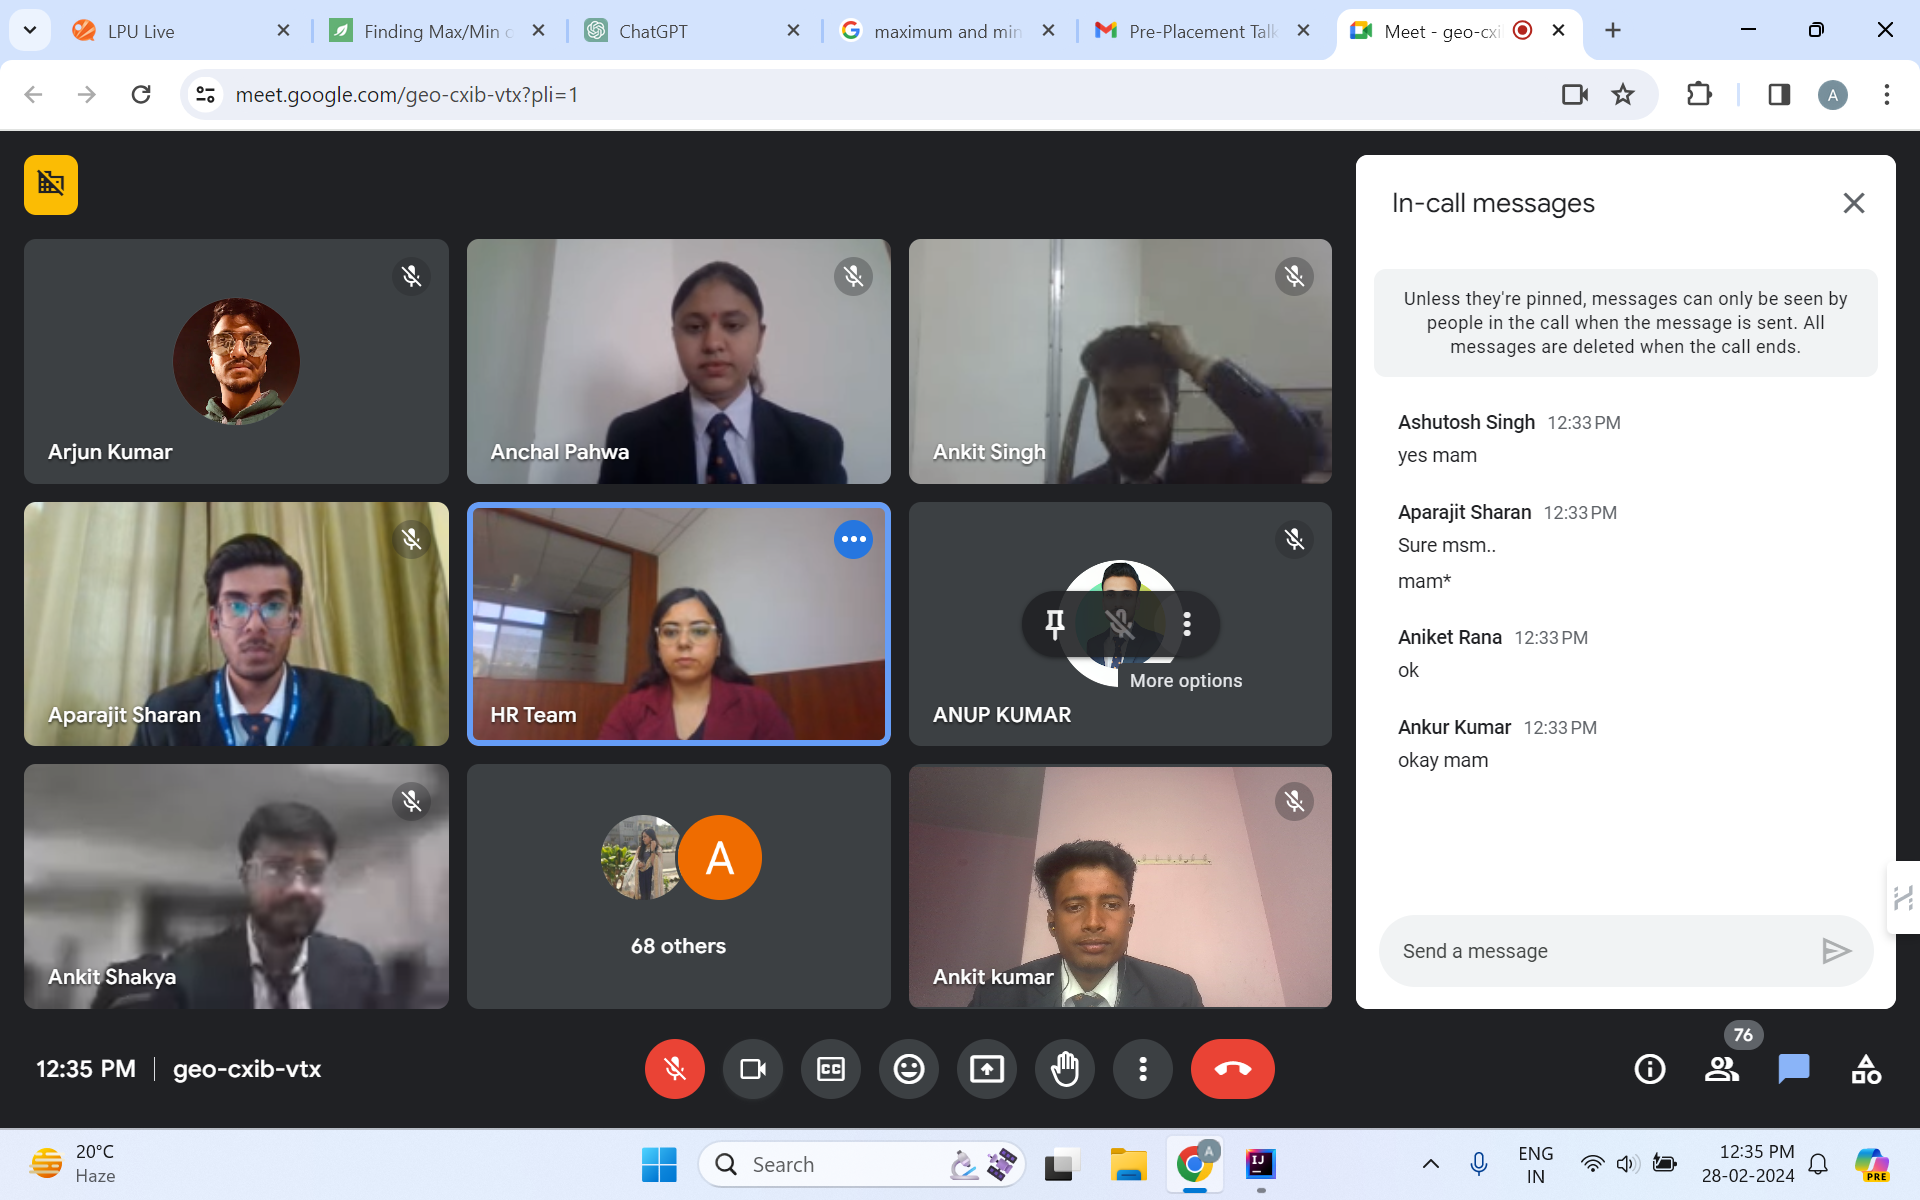 LPU Live
Finding Max/Min
ChatGPT
maximum and min
Pre-Placement Talk
Meet - geo-cxi
meet.google.com/geo-cxib-vtx?pli=1
A
Arjun Kumar
Anchal Pahwa
Ankit Singh
Aparajit Sharan
HR Team
More options
ANUP KUMAR
Ankit Shakya
A
68 others
Ankit kumar
In-call messages
Unless they're pinned, messages can only be seen by
people in the call when the message is sent. All
messages are deleted when the call ends.
Ashutosh Singh 12:33 PM
yes mam
Aparajit Sharan 12:33 PM
Sure msm..
mam*
Aniket Rana 12:33 PM
ok
Ankur Kumar 12:33 PM
okay mam
Send a message
12:35 PM
geo-cxib-vtx
CC
76
20°C
Haze
Search
A
IJ
ENG
IN
12:35 PM
28-02-2024
PRE